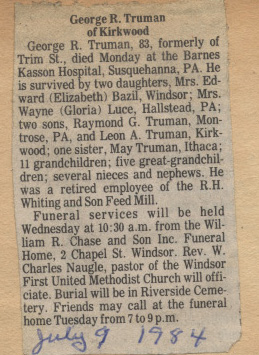 George R. Truman
of Kirkwood
George R. Truman, 83, formerly of
Trim St., died Monday at the Barnes
Kasson Hospital, Susquehanna, PA. He
is survived by two daughters, Mrs. Ed-
ward (Elizabeth) Bazil, Windsor; Mrs.
Wayne (Gloria) Luce, Hallstead, PA;
two sons, Raymond G. Truman, Mont-
rose, PA, and Leon A. Truman, Kirk-
wood; one sister, May Truman, Ithaca;
11 grandchildren; five great-grandchil-
dren; several nieces and nephews. He
was a retired employee of the R.H.
Whiting and Son Feed Mill.
Funeral services will be held
Wednesday at 10:30 a.m. from the Wil-
liam R. Chase and Son Inc. Funeral
Home, 2 Chapel St. Windsor. Rev. W.
Charles Naugle, pastor of the Windsor
First United Methodist Church will offi-
ciate. Burial will be in Riverside Ceme-
tery. Friends may call at the funeral
home Tuesday from 7 to 9 p.m.
July 9 1984